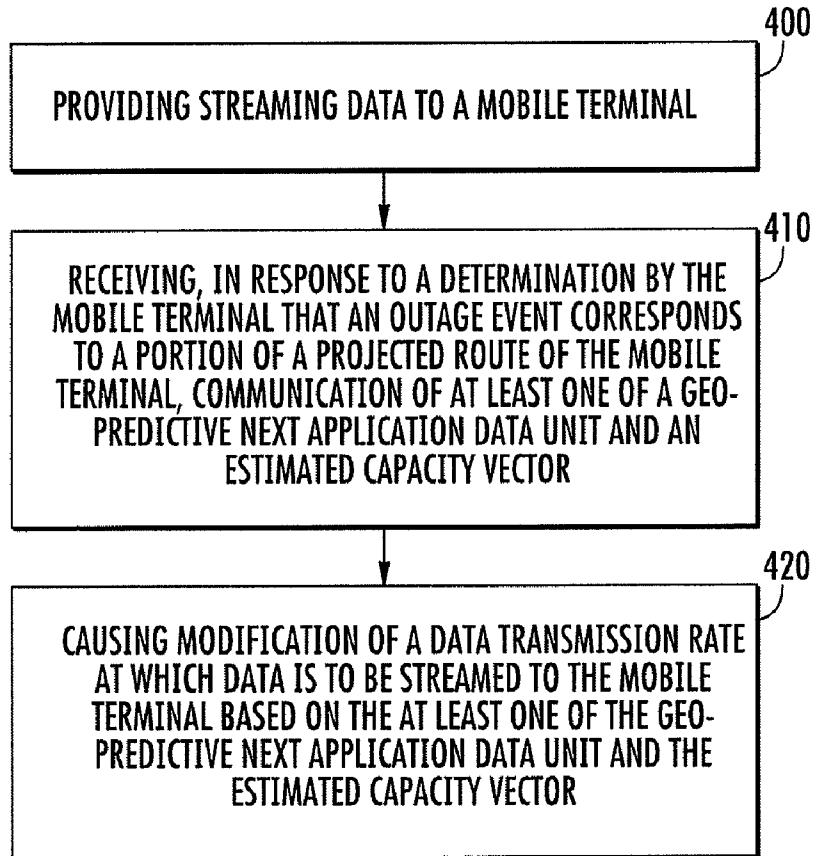 400
PROVIDING STREAMING DATA TO A MOBILE TERMINAL
410
RECEIVING, IN RESPONSE TO A DETERMINATION BY THE
MOBILE TERMINAL THAT AN OUTAGE EVENT CORRESPONDS
TO A PORTION OF A PROJECTED ROUTE OF THE MOBILE
TERMINAL, COMMUNICATION OF AT LEAST ONE OF A GEO-
PREDICTIVE NEXT APPLICATION DATA UNIT AND AN
ESTIMATED CAPACITY VECTOR
420
CAUSING MODIFICATION OF A DATA TRANSMISSION RATE
AT WHICH DATA IS TO BE STREAMED TO THE MOBILE
TERMINAL BASED ON THE AT LEAST ONE OF THE GEO-
PREDICTIVE NEXT APPLICATION DATA UNIT AND THE
ESTIMATED CAPACITY VECTOR